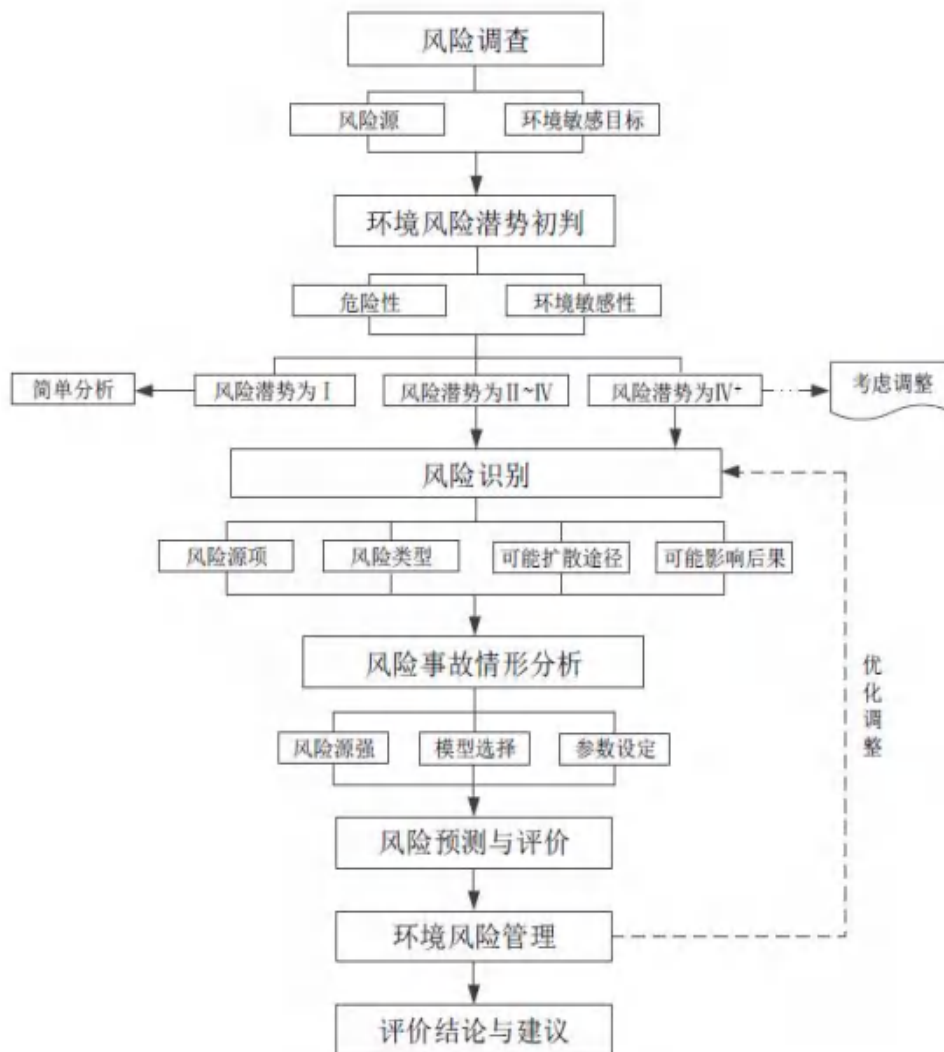 风险调查
风险源
环境敏感目标
环境风险潜势初判
危险性
环境敏感性
简单分析
风险潜势为Ⅰ
风险潜势为Ⅱ~Ⅳ
风险潜势为Ⅳ+
考虑调整
风险识别
风险源项
风险类型
可能扩散途径
可能影响后果
风险事故情形分析
优化调整
风险源强
模型选择
参数设定
风险预测与评价
环境风险管理
评价结论与建议